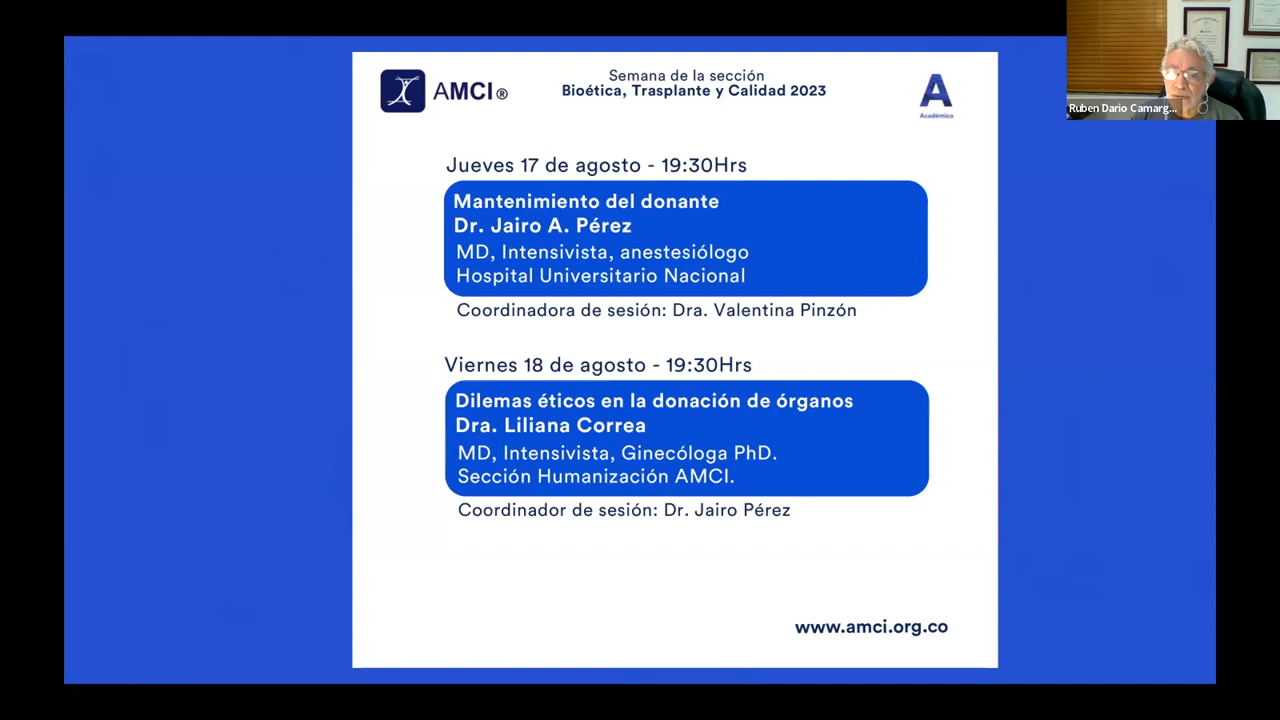 AMCI®
Semana de la sección
Bioética, Trasplante y Calidad 2023
A
Académico
Ruben Dario Camarg...
Jueves 17 de agosto - 19:30Hrs
Mantenimiento del donante
Dr. Jairo A. Pérez
MD, Intensivista, anestesiólogo
Hospital Universitario Nacional
Coordinadora de sesión: Dra. Valentina Pinzón
Viernes 18 de agosto - 19:30Hrs
Dilemas éticos en la donación de órganos
Dra. Liliana Correa
MD, Intensivista, Ginecóloga PhD.
Sección Humanización AMCI.
Coordinador de sesión: Dr. Jairo Pérez
www.amci.org.co